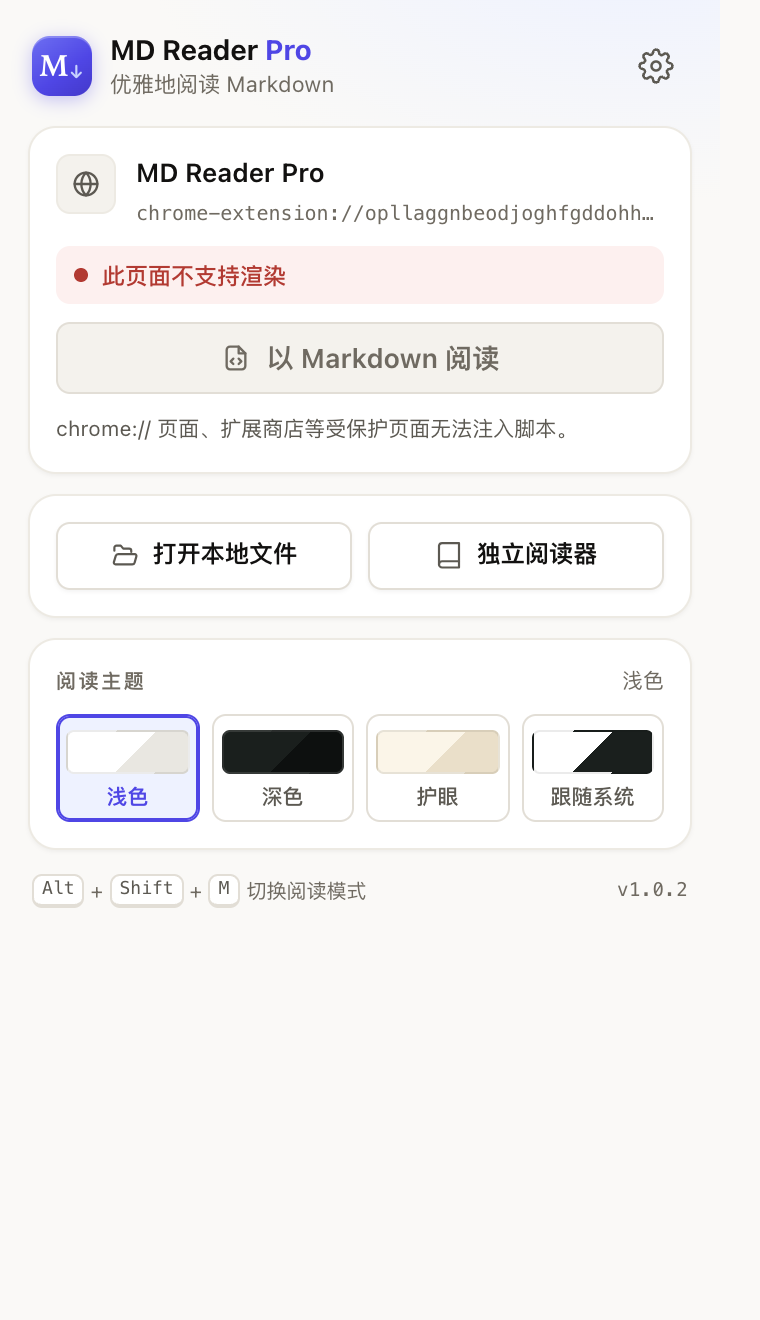 M↓
MD Reader Pro
优雅地阅读 Markdown
MD Reader Pro
chrome-extension://opllaggnbeodjoghfgddohh…
此页面不支持渲染
以 Markdown 阅读
chrome:// 页面、扩展商店等受保护页面无法注入脚本。
打开本地文件 独立阅读器
阅读主题 浅色
浅色 深色 护眼 跟随系统
Alt + Shift + M 切换阅读模式 v1.0.2